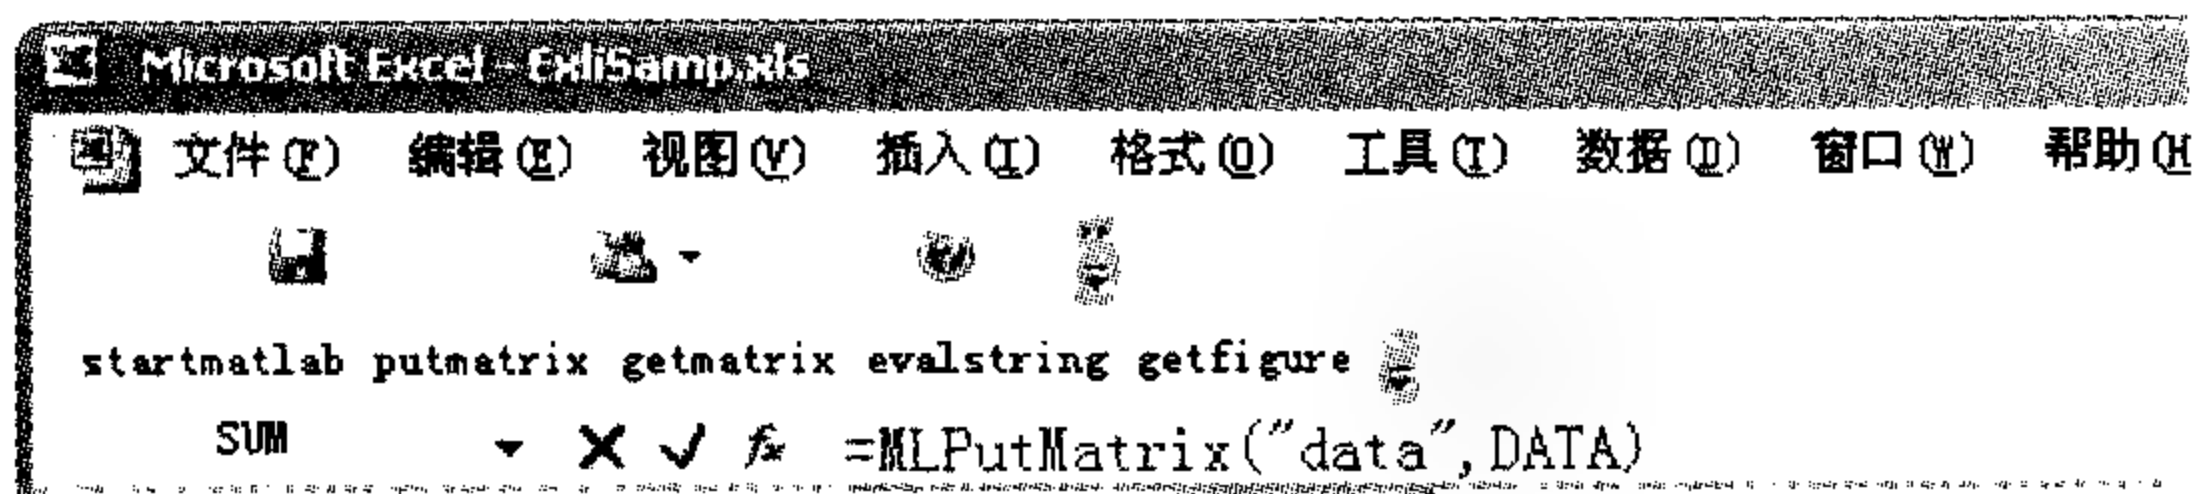 Microsoft Excel - ExliSamp.xls
文件(F) 编辑(E) 视图(V) 插入(I) 格式(O) 工具(T) 数据(D) 窗口(W) 帮助(H
startmatlab putmatrix getmatrix evalstring getfigure
SUM fx =MLPutMatrix("data",DATA)